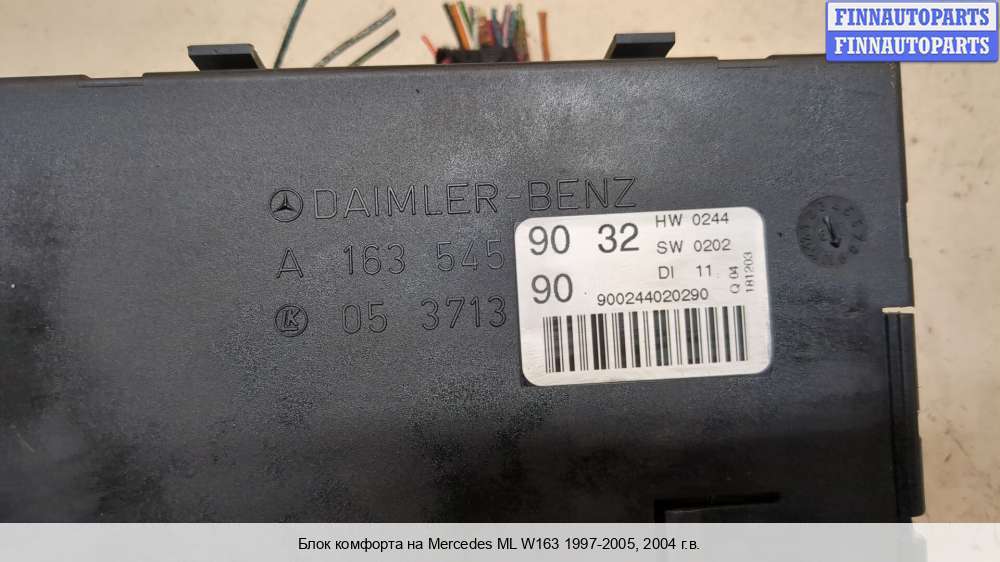 FINNAUTOPARTS
FINNAUTOPARTS
DAIMLER-BENZ
A 163 545 90 32
05 3713 90
HW 0244
SW 0202
DI 11
900244020290
Q 04
181203
Блок комфорта на Mercedes ML W163 1997-2005, 2004 г.в.